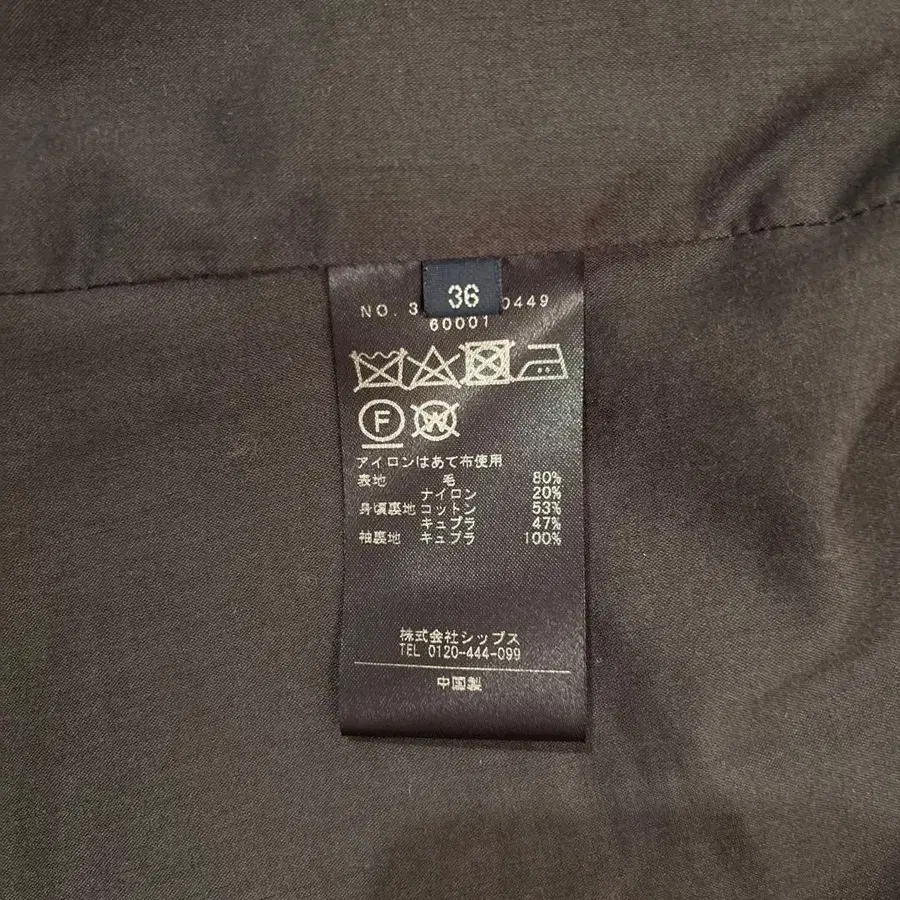 36
NO. 3 0449
60001
F W
アイロンはあて布使用
表地 毛 80%
ナイロン 20%
身頃裏地 コットン 53%
キュプラ 47%
袖裏地 キュプラ 100%
株式会社シップス
TEL 0120-444-099
中国製